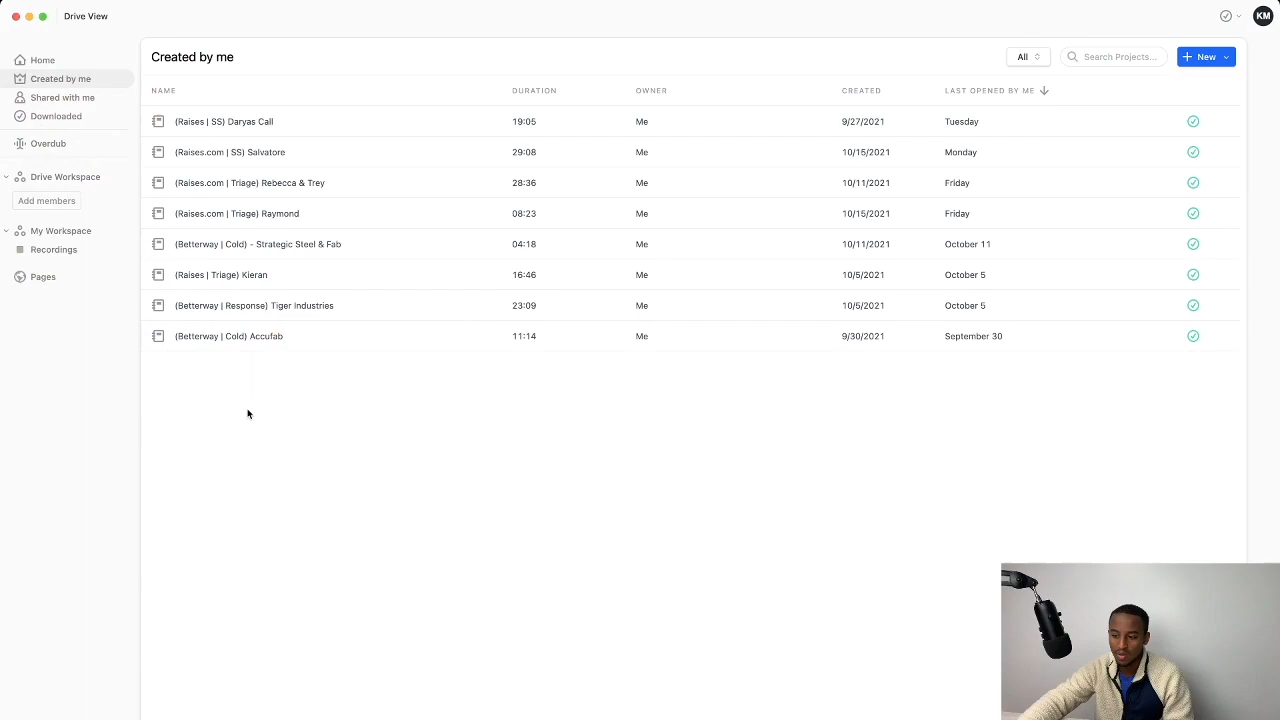 Drive View
KM
Home
Created by me
Shared with me
Downloaded
Overdub
Drive Workspace
Add members
My Workspace
Recordings
Pages
Created by me
All
Search Projects...
New
NAME DURATION OWNER CREATED LAST OPENED BY ME
(Raises | SS) Daryas Call 19:05 Me 9/27/2021 Tuesday
(Raises.com | SS) Salvatore 29:08 Me 10/15/2021 Monday
(Raises.com | Triage) Rebecca & Trey 28:36 Me 10/11/2021 Friday
(Raises.com | Triage) Raymond 08:23 Me 10/15/2021 Friday
(Betterway | Cold) - Strategic Steel & Fab 04:18 Me 10/11/2021 October 11
(Raises | Triage) Kieran 16:46 Me 10/5/2021 October 5
(Betterway | Response) Tiger Industries 23:09 Me 10/5/2021 October 5
(Betterway | Cold) Accufab 11:14 Me 9/30/2021 September 30